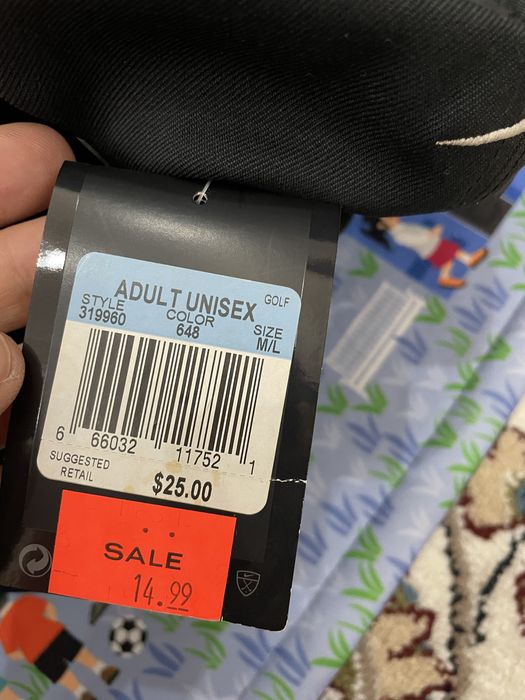 ADULT UNISEX GOLF
STYLE COLOR SIZE
319960 648 M/L
6 66032 11752 1
SUGGESTED
RETAIL $25.00
SALE
14.99